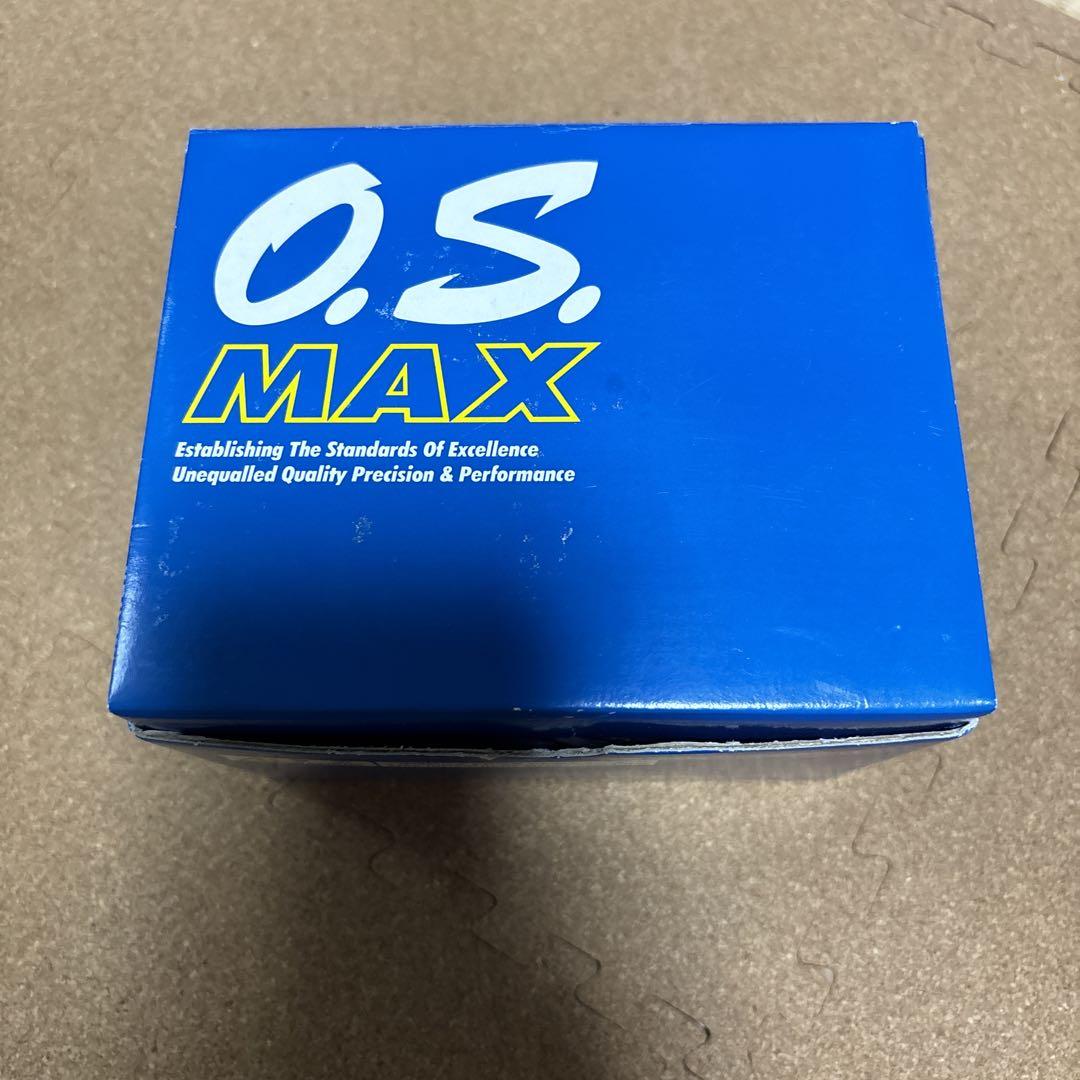 O.S.
MAX
Establishing The Standards Of Excellence
Unequalled Quality Precision & Performance